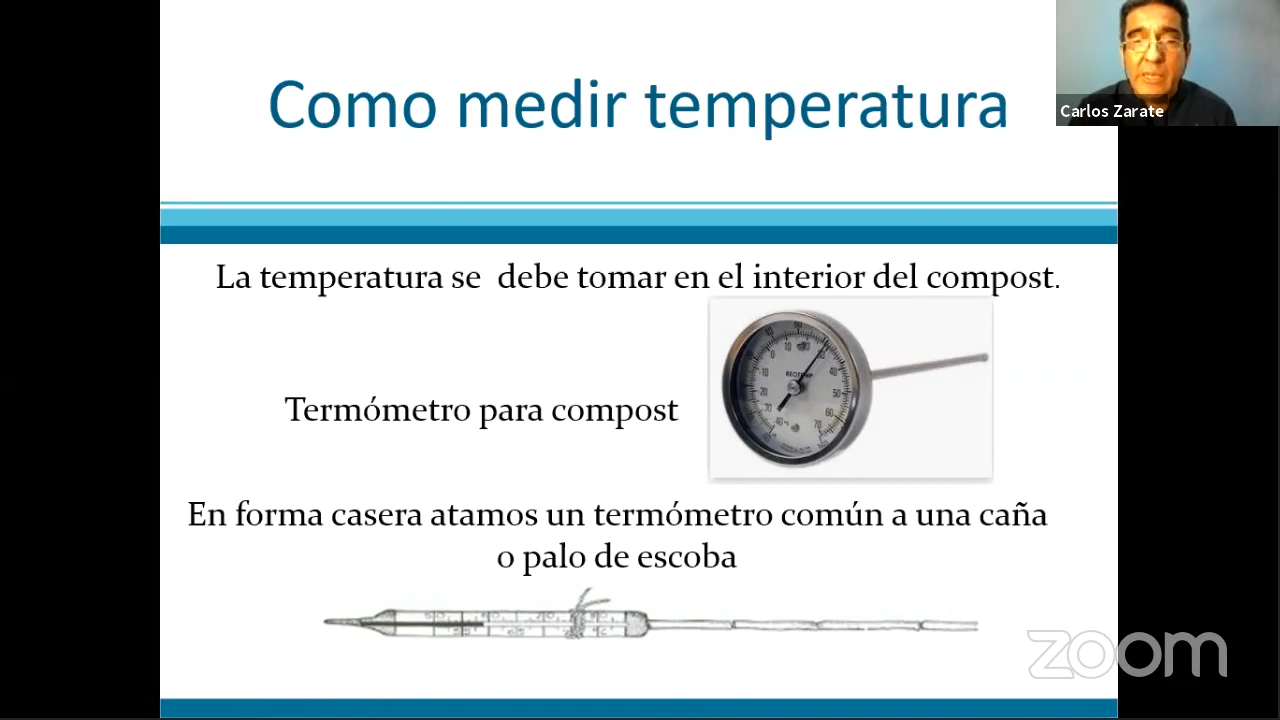 Como medir temperatura
Carlos Zarate
La temperatura se debe tomar en el interior del compost.
Termómetro para compost
REOTEMP
En forma casera atamos un termómetro común a una caña
o palo de escoba
zoom